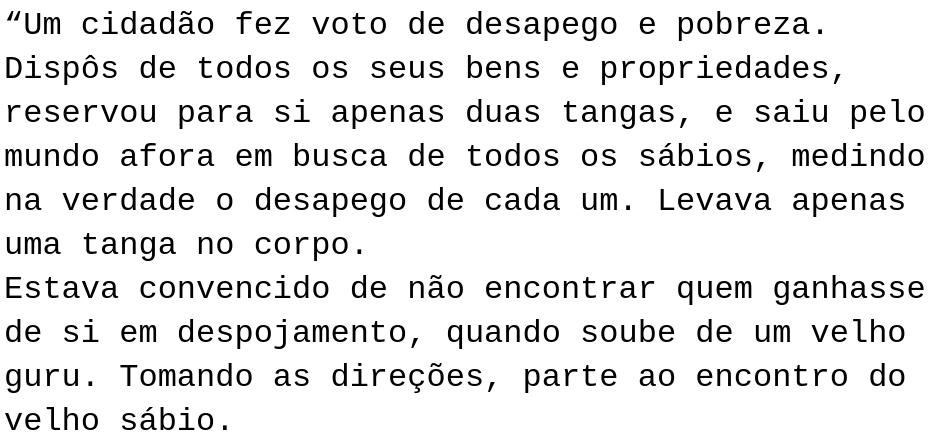 “Um cidadão fez voto de desapego e pobreza.
Dispôs de todos os seus bens e propriedades,
reservou para si apenas duas tangas, e saiu pelo
mundo afora em busca de todos os sábios, medindo
na verdade o desapego de cada um. Levava apenas
uma tanga no corpo.
Estava convencido de não encontrar quem ganhasse
de si em despojamento, quando soube de um velho
guru. Tomando as direções, parte ao encontro do
velho sábio.